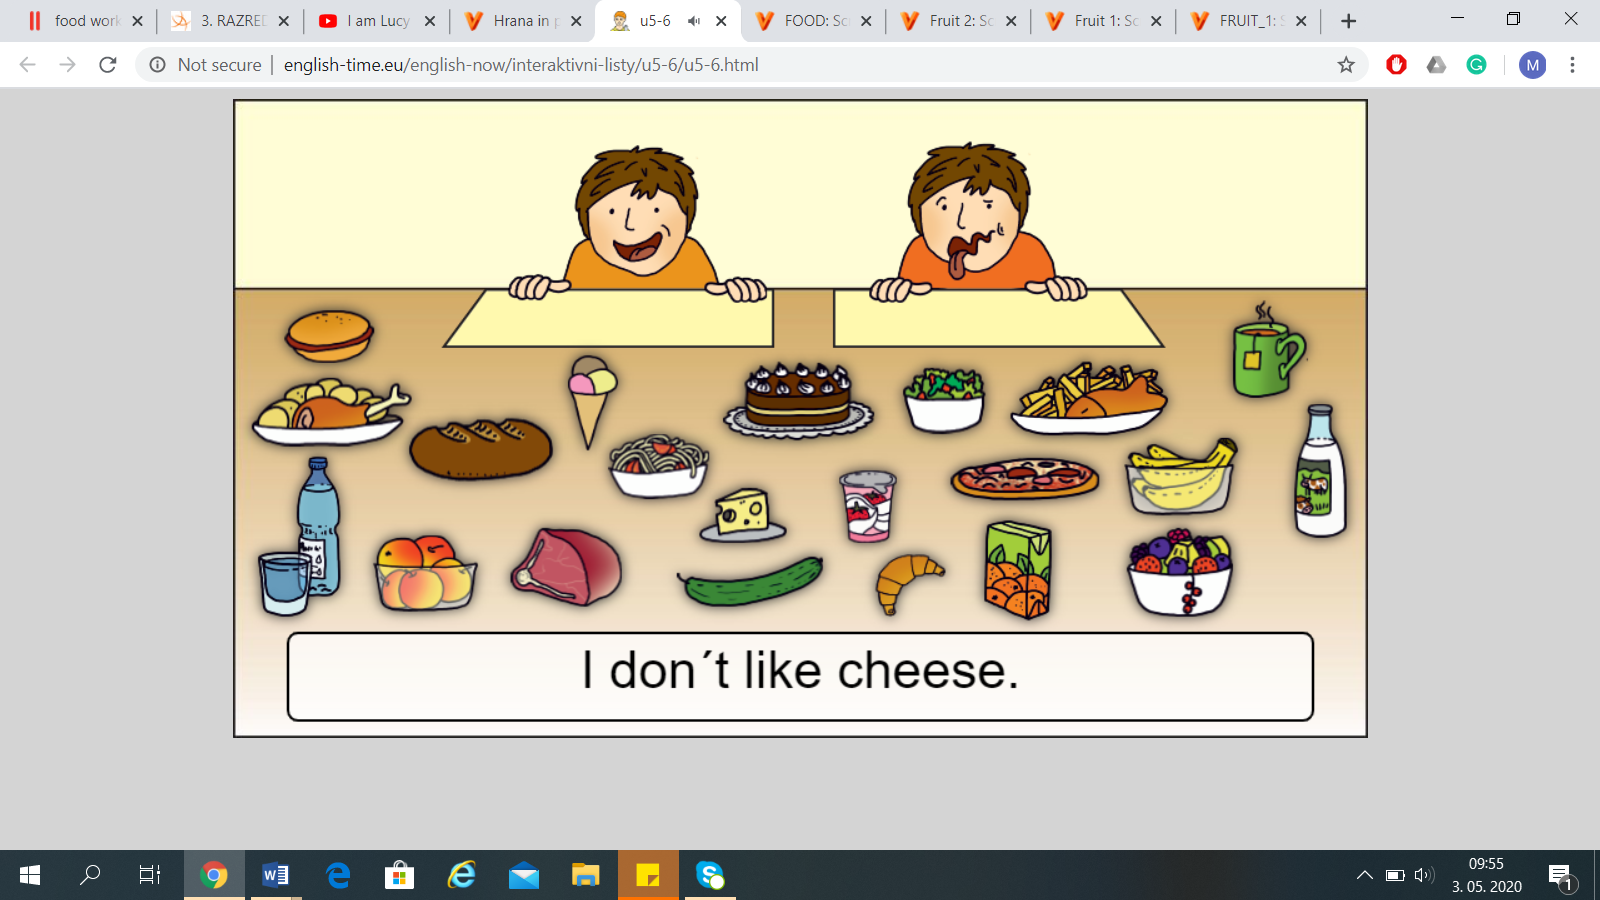 food work
3. RAZRED
I am Lucy
Hrana in p
u5-6
FOOD: Sc
Fruit 2: Sc
Fruit 1: Sc
FRUIT_1: S
Not secure | english-time.eu/english-now/interaktivni-listy/u5-6/u5-6.html
M
I don´t like cheese.
09:55
3. 05. 2020
1